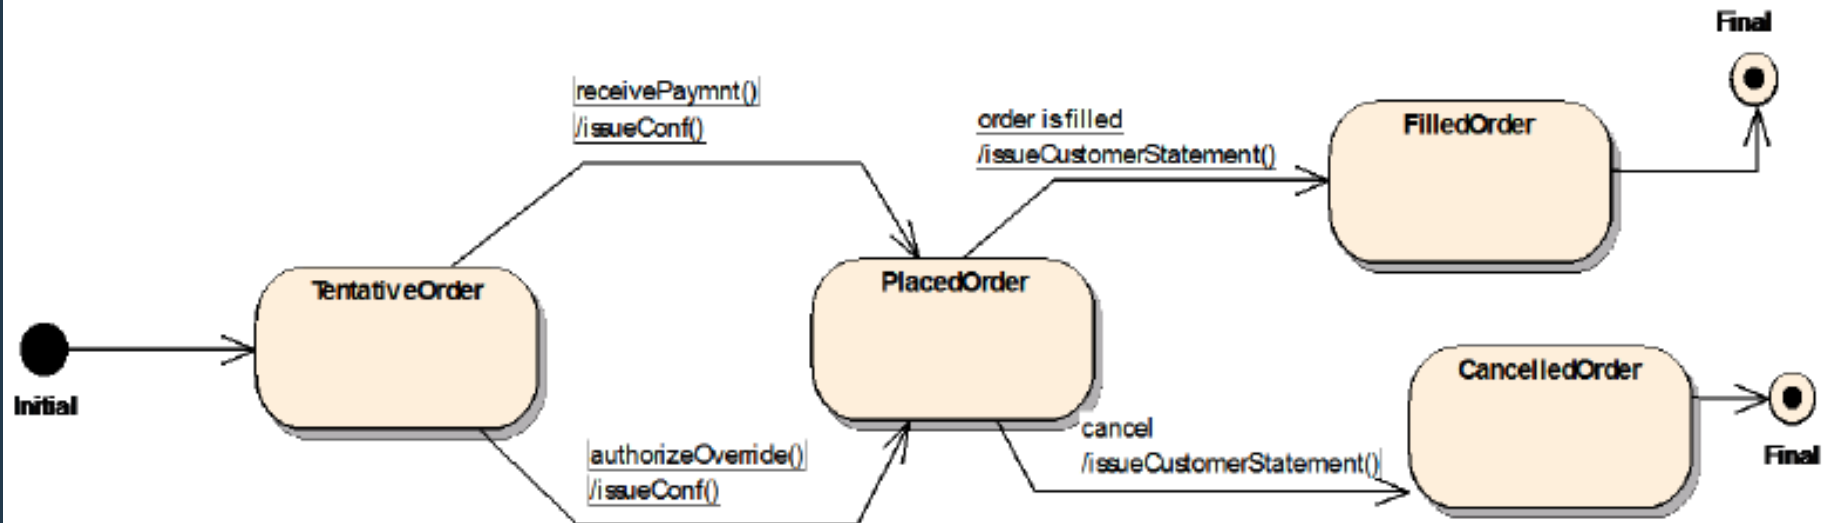 Final
receivePaymnt()
/issueConf()
order is filled
/issueCustomerStatement()
FilledOrder
TentativeOrder
PlacedOrder
CancelledOrder
Initial
cancel
/issueCustomerStatement()
authorizeOverride()
/issueConf()
Final